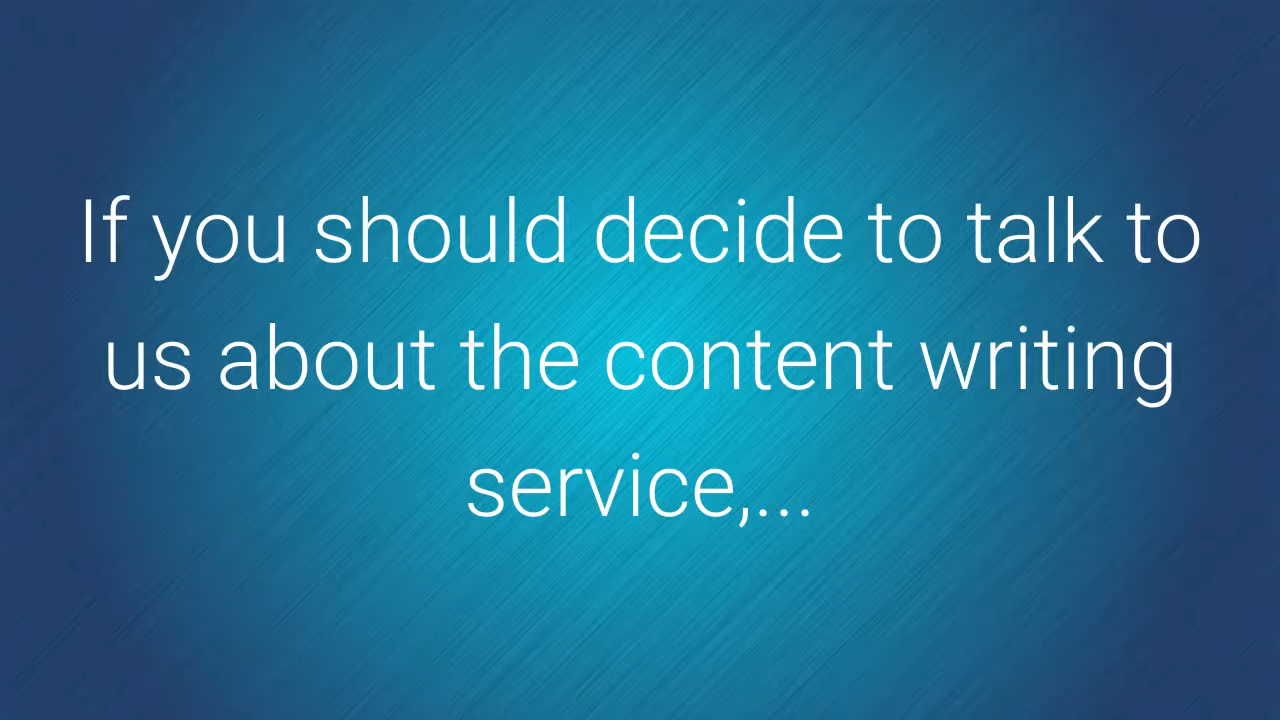 If you should decide to talk to
us about the content writing
service,...